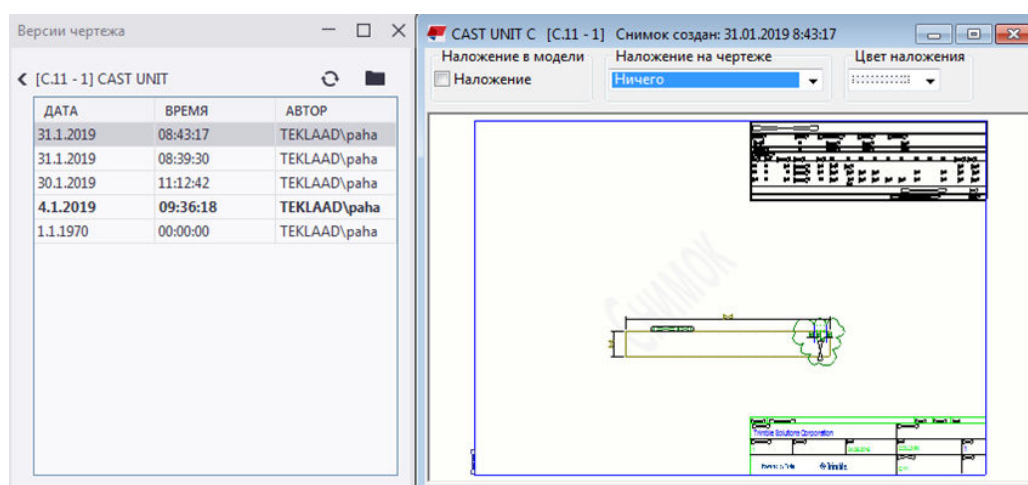 Версии чертежа
[C.11 - 1] CAST UNIT
ДАТА ВРЕМЯ АВТОР
31.1.2019 08:43:17 TEKLAAD\paha
31.1.2019 08:39:30 TEKLAAD\paha
30.1.2019 11:12:42 TEKLAAD\paha
4.1.2019 09:36:18 TEKLAAD\paha
1.1.1970 00:00:00 TEKLAAD\paha
CAST UNIT C [C.11 - 1] Снимок создан: 31.01.2019 8:43:17
Наложение в модели Наложение на чертеже Цвет наложения
Наложение Ничего
Снимок
Trimble Solutions Corporation
Trimble